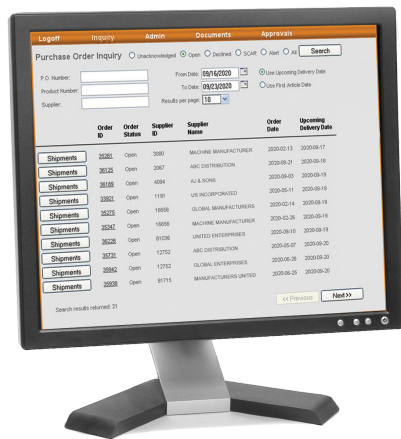 Logoff Inquiry Admin Documents Approvals
Purchase Order Inquiry Unacknowledged Open Declined SCAR Alert All Search
P.O. Number: From Date: 09/16/2020 Use Upcoming Delivery Date
Product Number: To Date: 09/23/2020 Use First Article Date
Supplier: Results per page: 10
Order ID Order Status Supplier ID Supplier Name Order Date Upcoming Delivery Date
Shipments 35261 Open 3080 MACHINE MANUFACTURER 2020-02-13 2020-09-17
Shipments 36125 Open 2067 ABC DISTRIBUTION 2020-09-21 2020-09-18
Shipments 36189 Open 4094 AJ & SONS 2020-09-03 2020-09-19
Shipments 33921 Open 1191 US INCORPORATED 2020-05-11 2020-09-19
Shipments 35275 Open 16656 GLOBAL MANUFACTURERS 2020-02-14 2020-09-19
Shipments 35347 Open 16656 MACHINE MANUFACTURER 2020-02-26 2020-09-19
Shipments 36226 Open 81036 UNITED ENTERPRISES 2020-09-10 2020-09-19
Shipments 35731 Open 12752 ABC DISTRIBUTION 2020-05-07 2020-09-20
Shipments 35942 Open 12752 GLOBAL ENTERPRISES 2020-06-26 2020-09-20
Shipments 35938 Open 81715 MANUFACTURERS UNITED 2020-06-25 2020-09-20
Search results returned: 21 << Previous Next >>